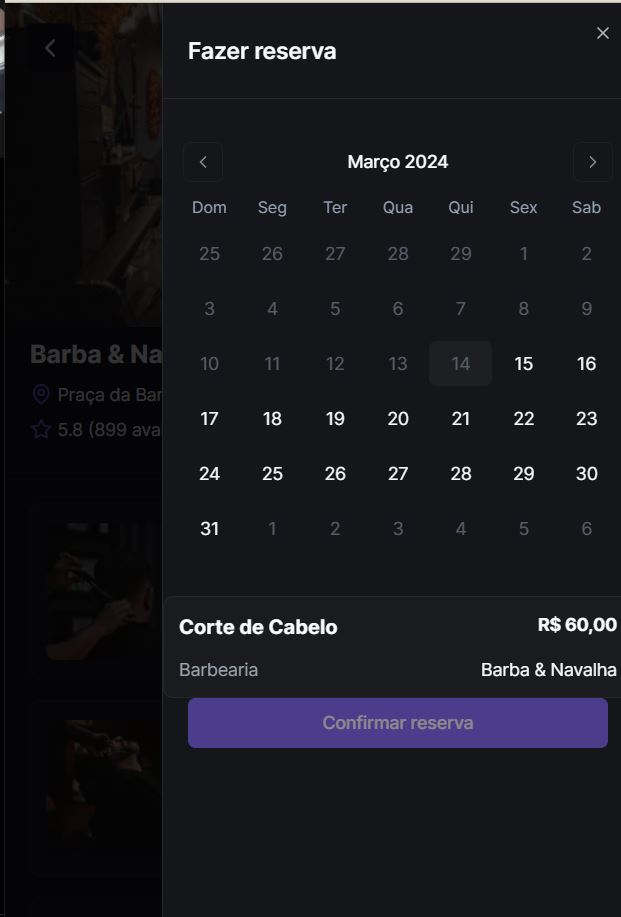 Fazer reserva
Março 2024
Dom Seg Ter Qua Qui Sex Sab
25 26 27 28 29 1 2
3 4 5 6 7 8 9
10 11 12 13 14 15 16
17 18 19 20 21 22 23
24 25 26 27 28 29 30
31 1 2 3 4 5 6
Corte de Cabelo R$ 60,00
Barbearia Barba & Navalha
Confirmar reserva
Barba & Na
Praça da Bar
5.8 (899 ava